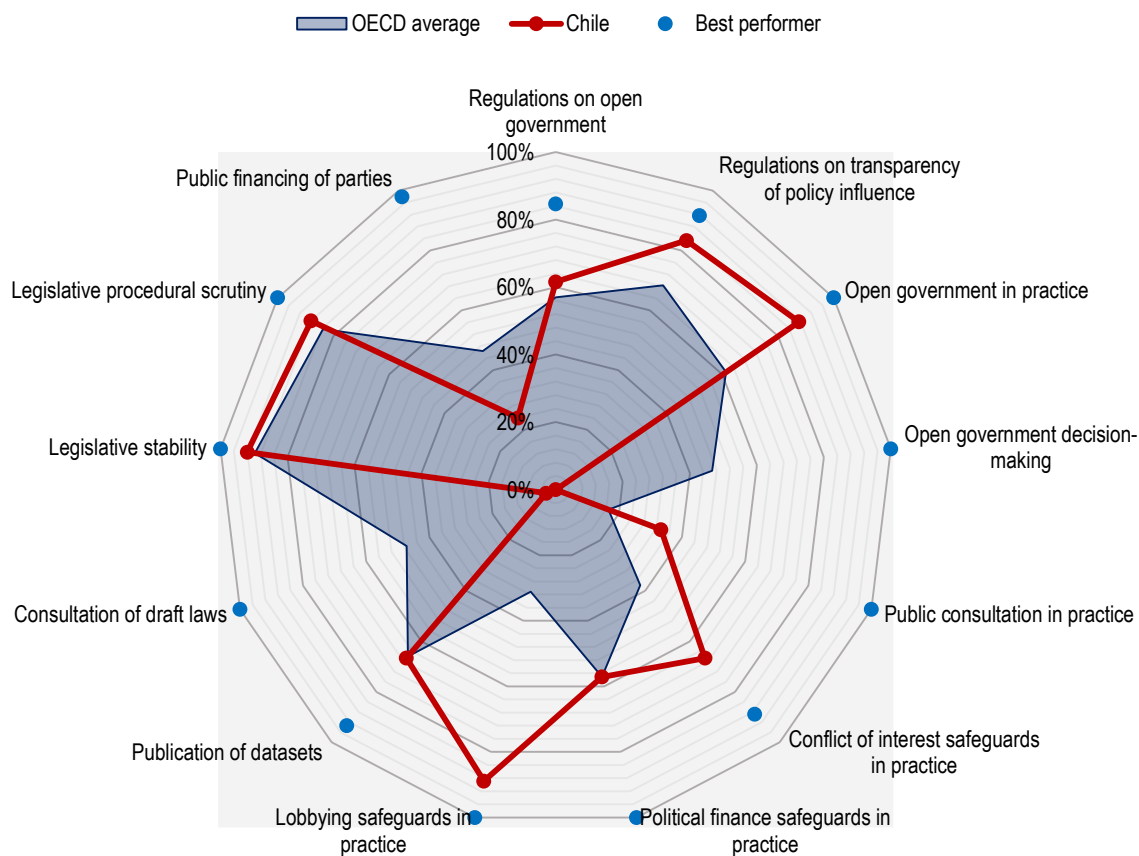 OECD average
Chile
Best performer
Regulations on open
government
Regulations on transparency
of policy influence
Open government in practice
Open government decision-
making
Public consultation in practice
Conflict of interest safeguards
in practice
Political finance safeguards in
practice
Lobbying safeguards in
practice
Publication of datasets
Consultation of draft laws
Legislative stability
Legislative procedural scrutiny
Public financing of parties
100%
80%
60%
40%
20%
0%